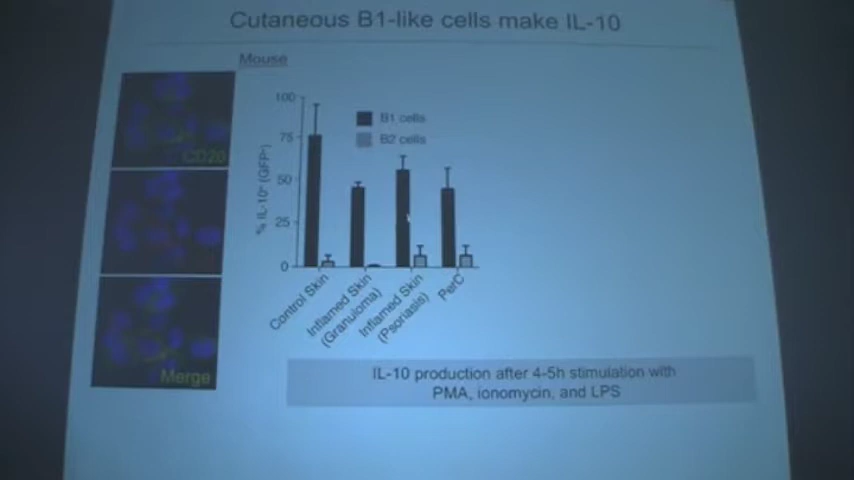 Cutaneous B1-like cells make IL-10
Mouse
CD20
Merge
% IL-10⁺ (GFP⁺)
100
75
50
25
0
B1 cells
B2 cells
Control Skin
Inflamed Skin
(Granuloma)
Inflamed Skin
(Psoriasis)
PerC
IL-10 production after 4-5h stimulation with
PMA, ionomycin, and LPS